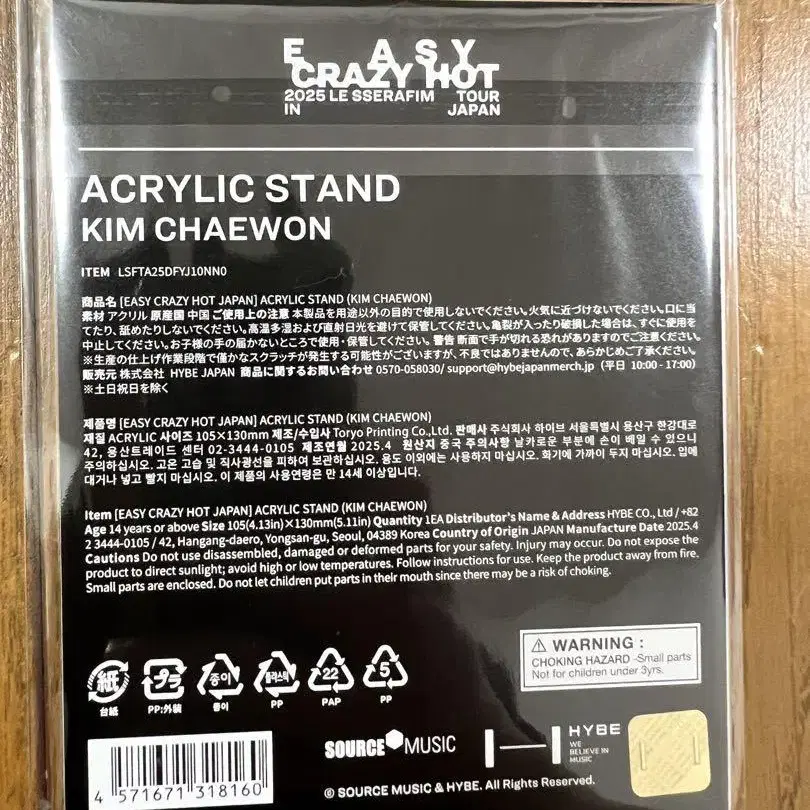 E ASY
CRAZY HOT
2025 LE SSERAFIM TOUR
IN JAPAN
ACRYLIC STAND
KIM CHAEWON
ITEM LSFTA25DFYJ10NN0
商品名 [EASY CRAZY HOT JAPAN] ACRYLIC STAND (KIM CHAEWON)
素材 アクリル 原産国 中国 ご使用上の注意 本製品を用途以外の目的で使用しないでください。火気に近づけないでください。口に当
てたり、舐めたりしないでください。高温多湿および直射日光を避けて保管してください。亀裂が入ったり破損した場合は、すぐに使用を
中止してください。お子様の手の届かないところで使用・保管してください。 警告 断面で手が切れる恐れがありますのでご注意ください。
※生産の仕上げ作業段階で僅かなスクラッチが発生する可能性がございますが、不良ではありませんので、あらかじめご了承ください。
販売元 株式会社 HYBE JAPAN 商品に関するお問い合わせ 0570-058030/ support@hybejapanmerch.jp (平日 10:00 - 17:00)
※土日祝日を除く
제품명 [EASY CRAZY HOT JAPAN] ACRYLIC STAND (KIM CHAEWON)
재질 ACRYLIC 사이즈 105×130mm 제조/수입사 Toryo Printing Co.,Ltd. 판매사 주식회사 하이브 서울특별시 용산구 한강대로
42, 용산트레이드 센터 02-3444-0105 제조연월 2025.4 원산지 중국 주의사항 날카로운 부분에 손이 베일 수 있으니
주의하십시오. 고온 고습 및 직사광선을 피하여 보관하십시오. 용도 이외에는 사용하지 마십시오. 화기에 가까이 두지 마십시오. 입에
대거나 넣고 빨지 마십시오. 이 제품의 사용연령은 만 14세 이상입니다.
Item [EASY CRAZY HOT JAPAN] ACRYLIC STAND (KIM CHAEWON)
Age 14 years or above Size 105(4.13in)×130mm(5.11in) Quantity 1EA Distributor's Name & Address HYBE CO., Ltd / +82
2 3444-0105 / 42, Hangang-daero, Yongsan-gu, Seoul, 04389 Korea Country of Origin JAPAN Manufacture Date 2025.4
Cautions Do not use disassembled, damaged or deformed parts for your safety. Injury may occur. Do not expose the
product to direct sunlight; avoid high or low temperatures. Follow instructions for use. Keep the product away from fire.
Small parts are enclosed. Do not let children put parts in their mouth since there may be a risk of choking.
WARNING :
CHOKING HAZARD -Small parts
Not for children under 3yrs.
紙 プラ 종이 플라스틱 22 5
台紙 PP:外装 종이 PP PAP PP
SOURCE MUSIC
HYBE
WE
BELIEVE IN
MUSIC
© SOURCE MUSIC & HYBE. All Rights Reserved.
4 571671 318160